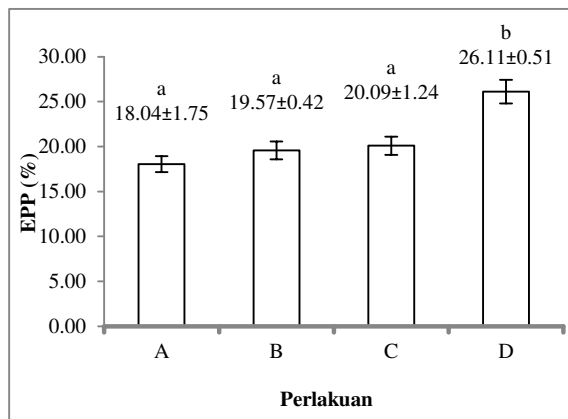 b
26.11±0.51
30.00
a
a
a
20.09±1.24
19.57±0.42
18.04±1.75
25.00
20.00
15.00
10.00
5.00
0.00
EPP (%)
A B C D
Perlakuan